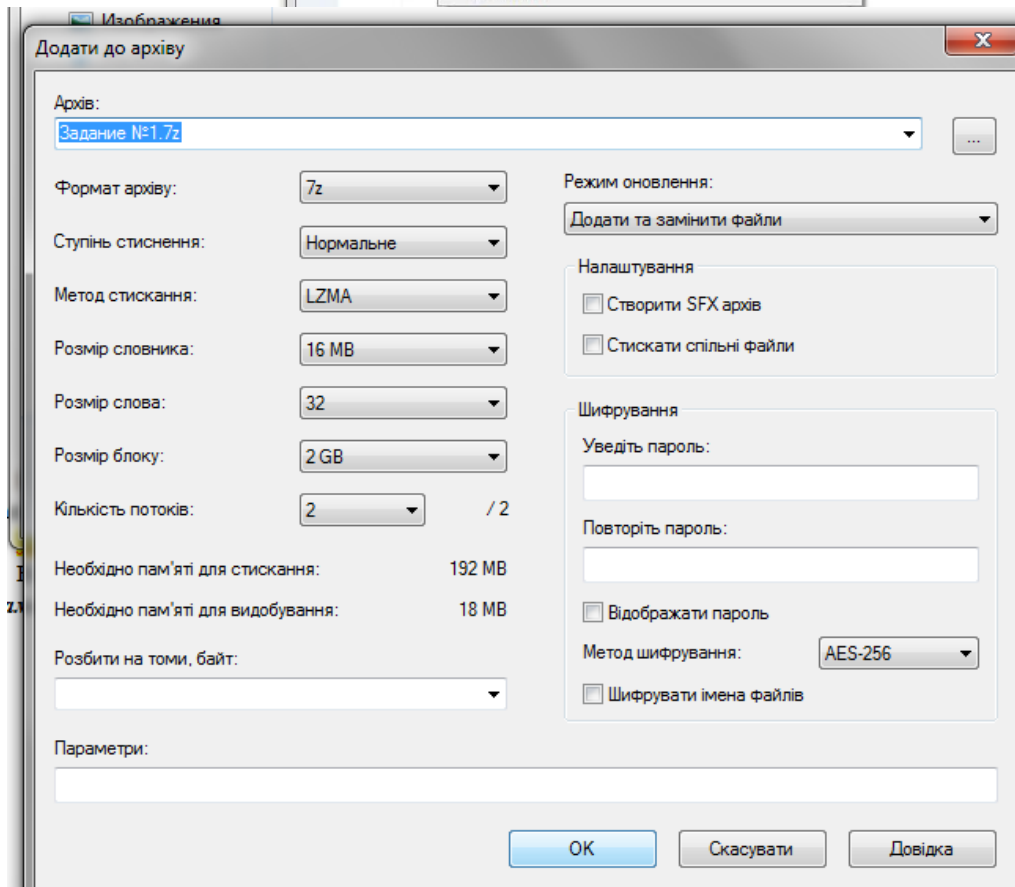 Изображения
Додати до архіву
Архів:
Задание №1.7z
...
Формат архіву:
7z
Ступінь стиснення:
Нормальне
Метод стискання:
LZMA
Розмір словника:
16 MB
Розмір слова:
32
Розмір блоку:
2 GB
Кількість потоків:
2
/ 2
Необхідно пам'яті для стискання:
192 MB
Необхідно пам'яті для видобування:
18 MB
Розбити на томи, байт:
Режим оновлення:
Додати та замінити файли
Налаштування
Створити SFX архів
Стискати спільні файли
Шифрування
Уведіть пароль:
Повторіть пароль:
Відображати пароль
Метод шифрування:
AES-256
Шифрувати імена файлів
Параметри:
OK
Скасувати
Довідка